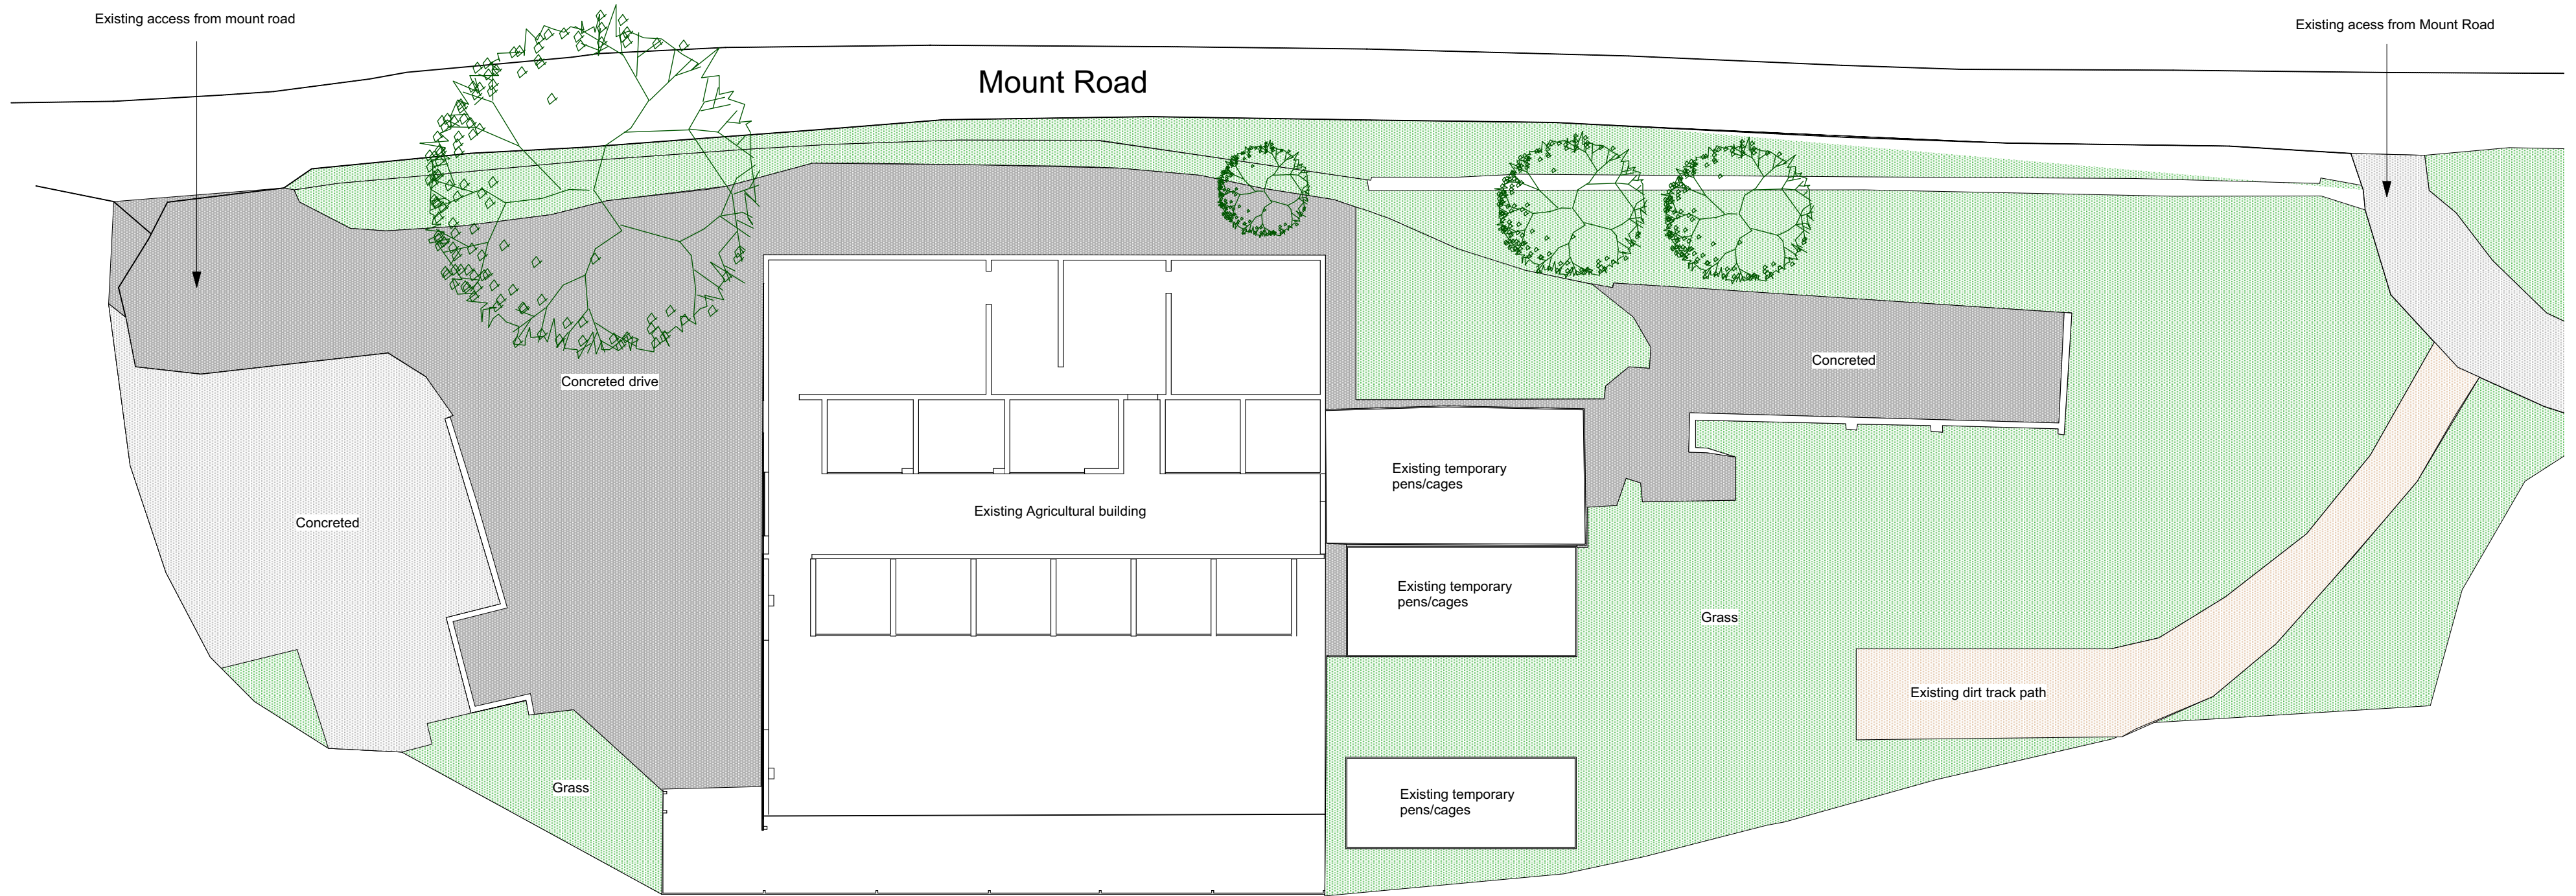 Existing access from mount road
Existing acess from Mount Road
Mount Road
Concreted drive
Concreted
Existing temporary
pens/cages
Existing Agricultural building
Concreted
Existing temporary
pens/cages
Grass
Existing dirt track path
Grass
Existing temporary
pens/cages